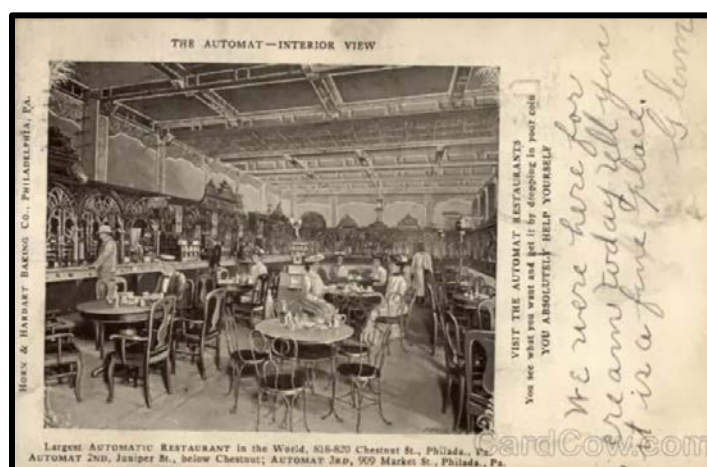 THE AUTOMAT—INTERIOR VIEW
HORN & HARDART BAKING CO., PHILADELPHIA, PA.
VISIT THE AUTOMAT RESTAURANTS
You see what you want and get it by dropping in your coin
YOU ABSOLUTELY HELP YOURSELF
We were here for
cream today tell you
it is a fine place
Glenn
Largest AUTOMATIC RESTAURANT in the World, 818-820 Chestnut St., Philada., Pa.
AUTOMAT 2ND, Juniper St., below Chestnut; AUTOMAT 3RD, 909 Market St., Philada., Pa.
CardCow.com